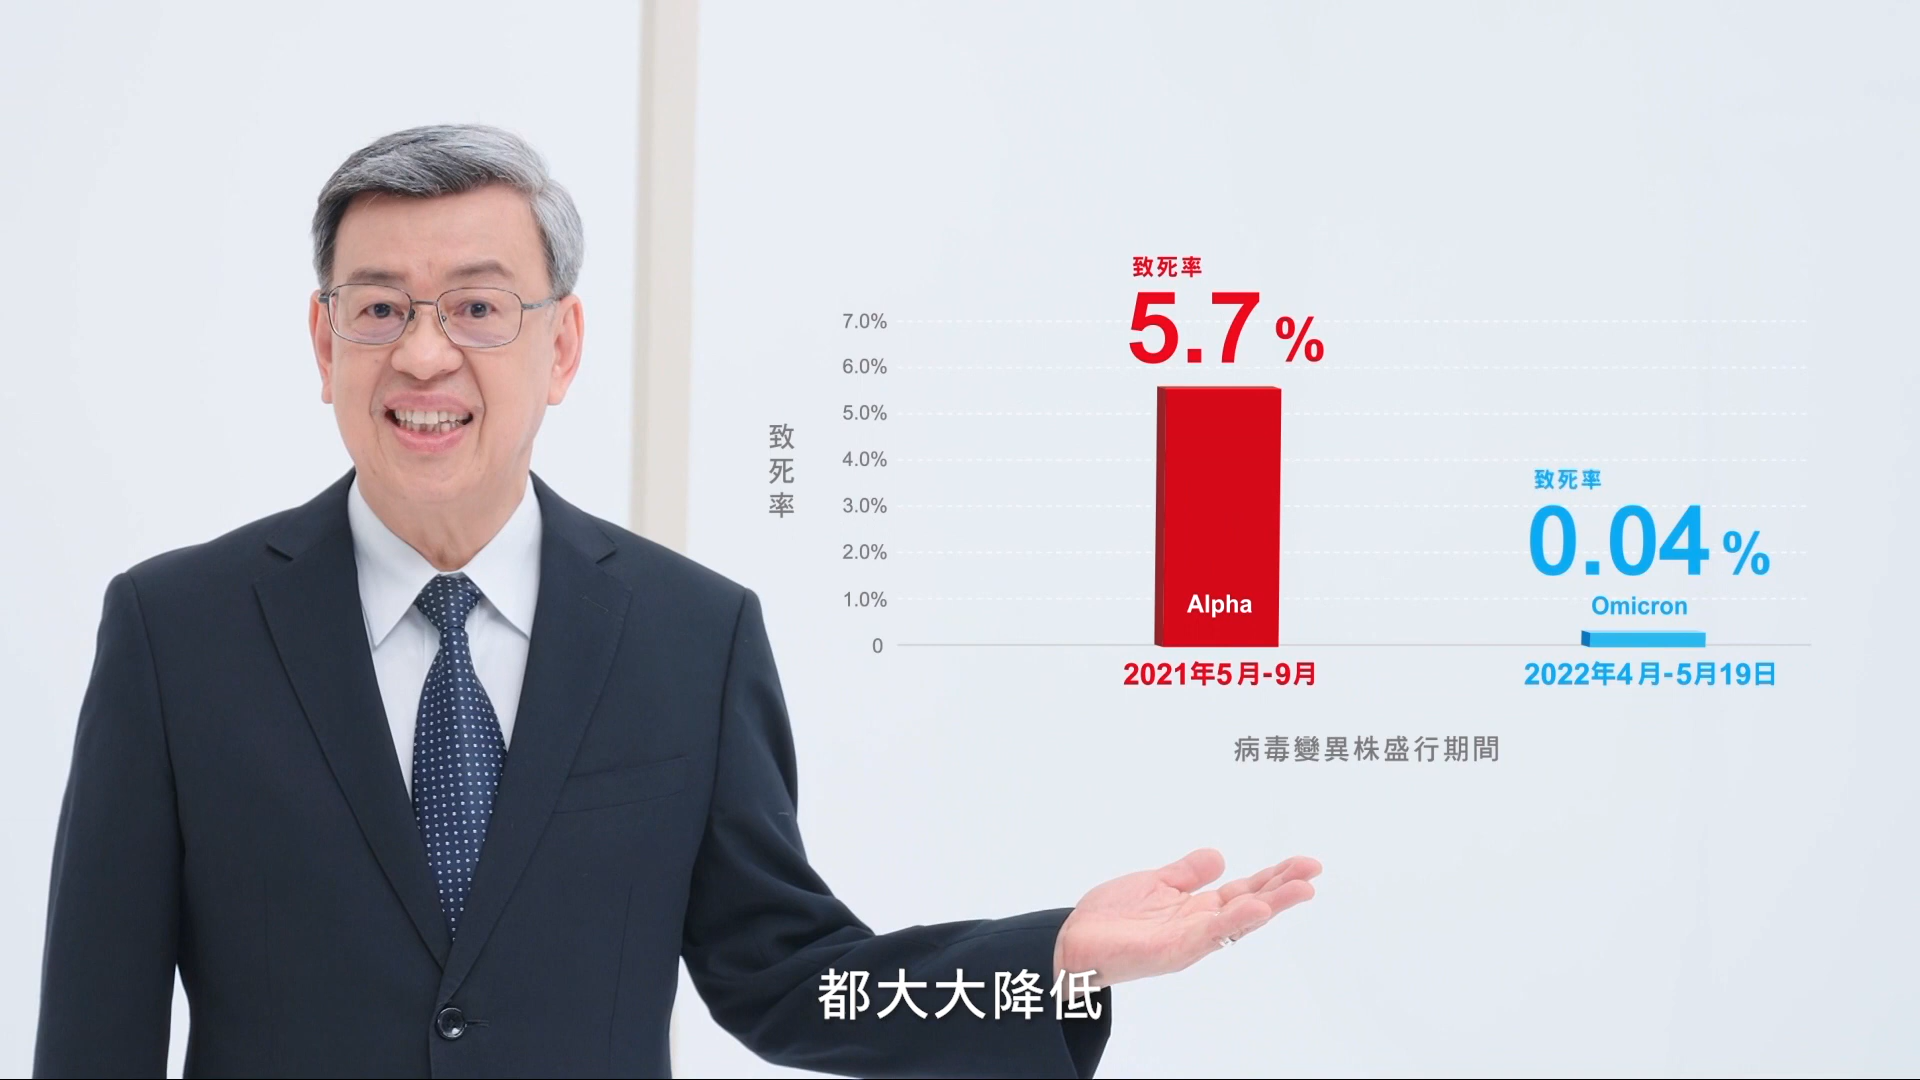 致死率
5.7%
7.0%
6.0%
5.0%
4.0%
3.0%
2.0%
1.0%
0
致死率
Alpha
2021年5月-9月
致死率
0.04%
Omicron
2022年4月-5月19日
病毒變異株盛行期間
都大大降低